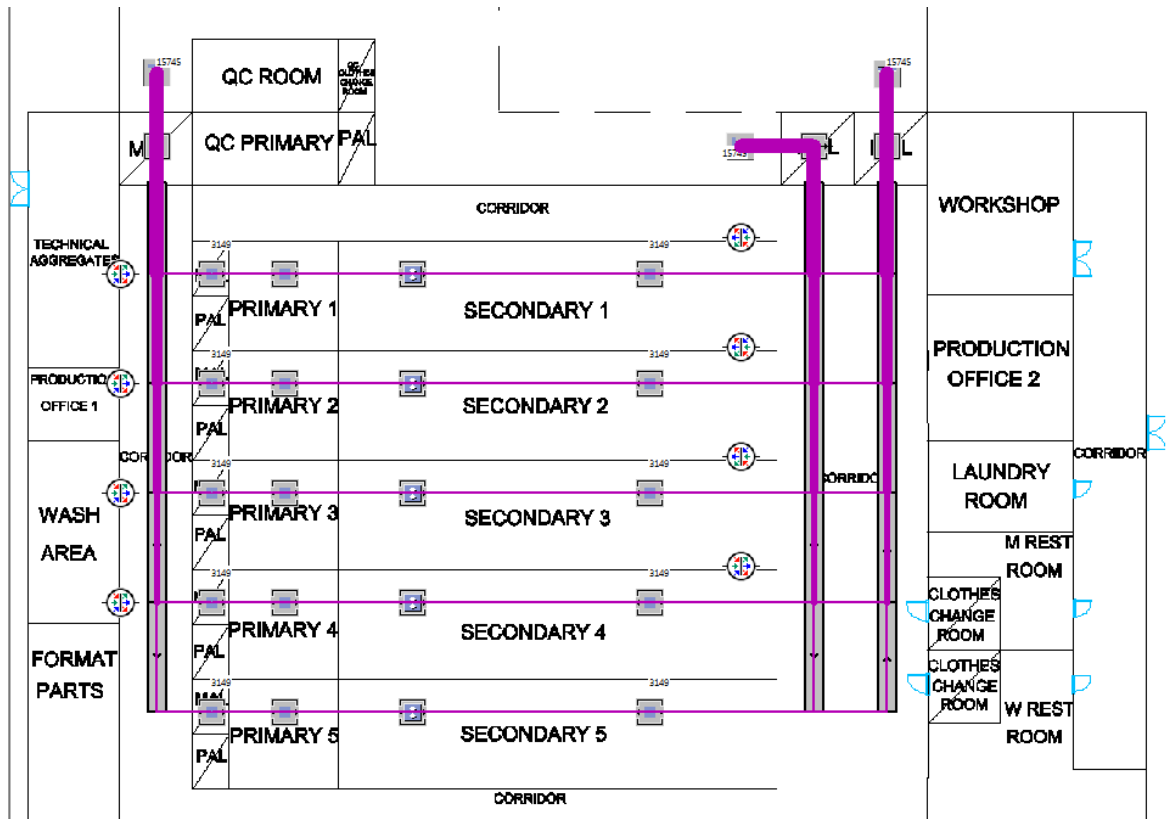 15745
15745
QC ROOM
QC
CLOTHES
CHANGE
ROOM
M
QC PRIMARY
PAL
15745
L
L
CORRIDOR
WORKSHOP
TECHNICAL
AGGREGATES
3149
3149
PRIMARY 1
SECONDARY 1
PAL
3149
3149
PRODUCTION
OFFICE 2
PRODUCTIO
OFFICE 1
PRIMARY 2
SECONDARY 2
PAL
CORRIDOR
3149
3149
CORRIDO
CORRIDOR
LAUNDRY
ROOM
WASH
AREA
PRIMARY 3
SECONDARY 3
PAL
M REST
ROOM
3149
3149
CLOTHES
CHANGE
ROOM
PRIMARY 4
SECONDARY 4
PAL
FORMAT
PARTS
CLOTHES
CHANGE
ROOM
3149
3149
W REST
ROOM
PRIMARY 5
SECONDARY 5
PAL
CORRIDOR